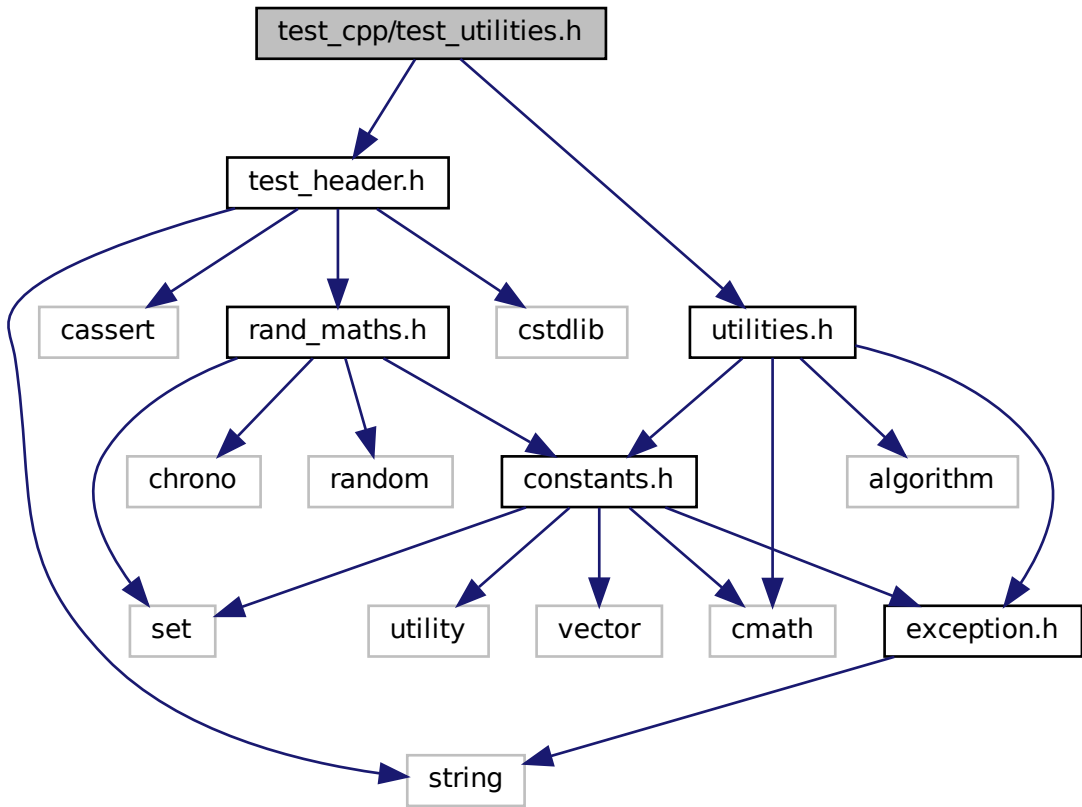 test_cpp/test_utilities.h
test_header.h
cassert
rand_maths.h
cstdlib
utilities.h
chrono
random
constants.h
algorithm
set
utility
vector
cmath
exception.h
string